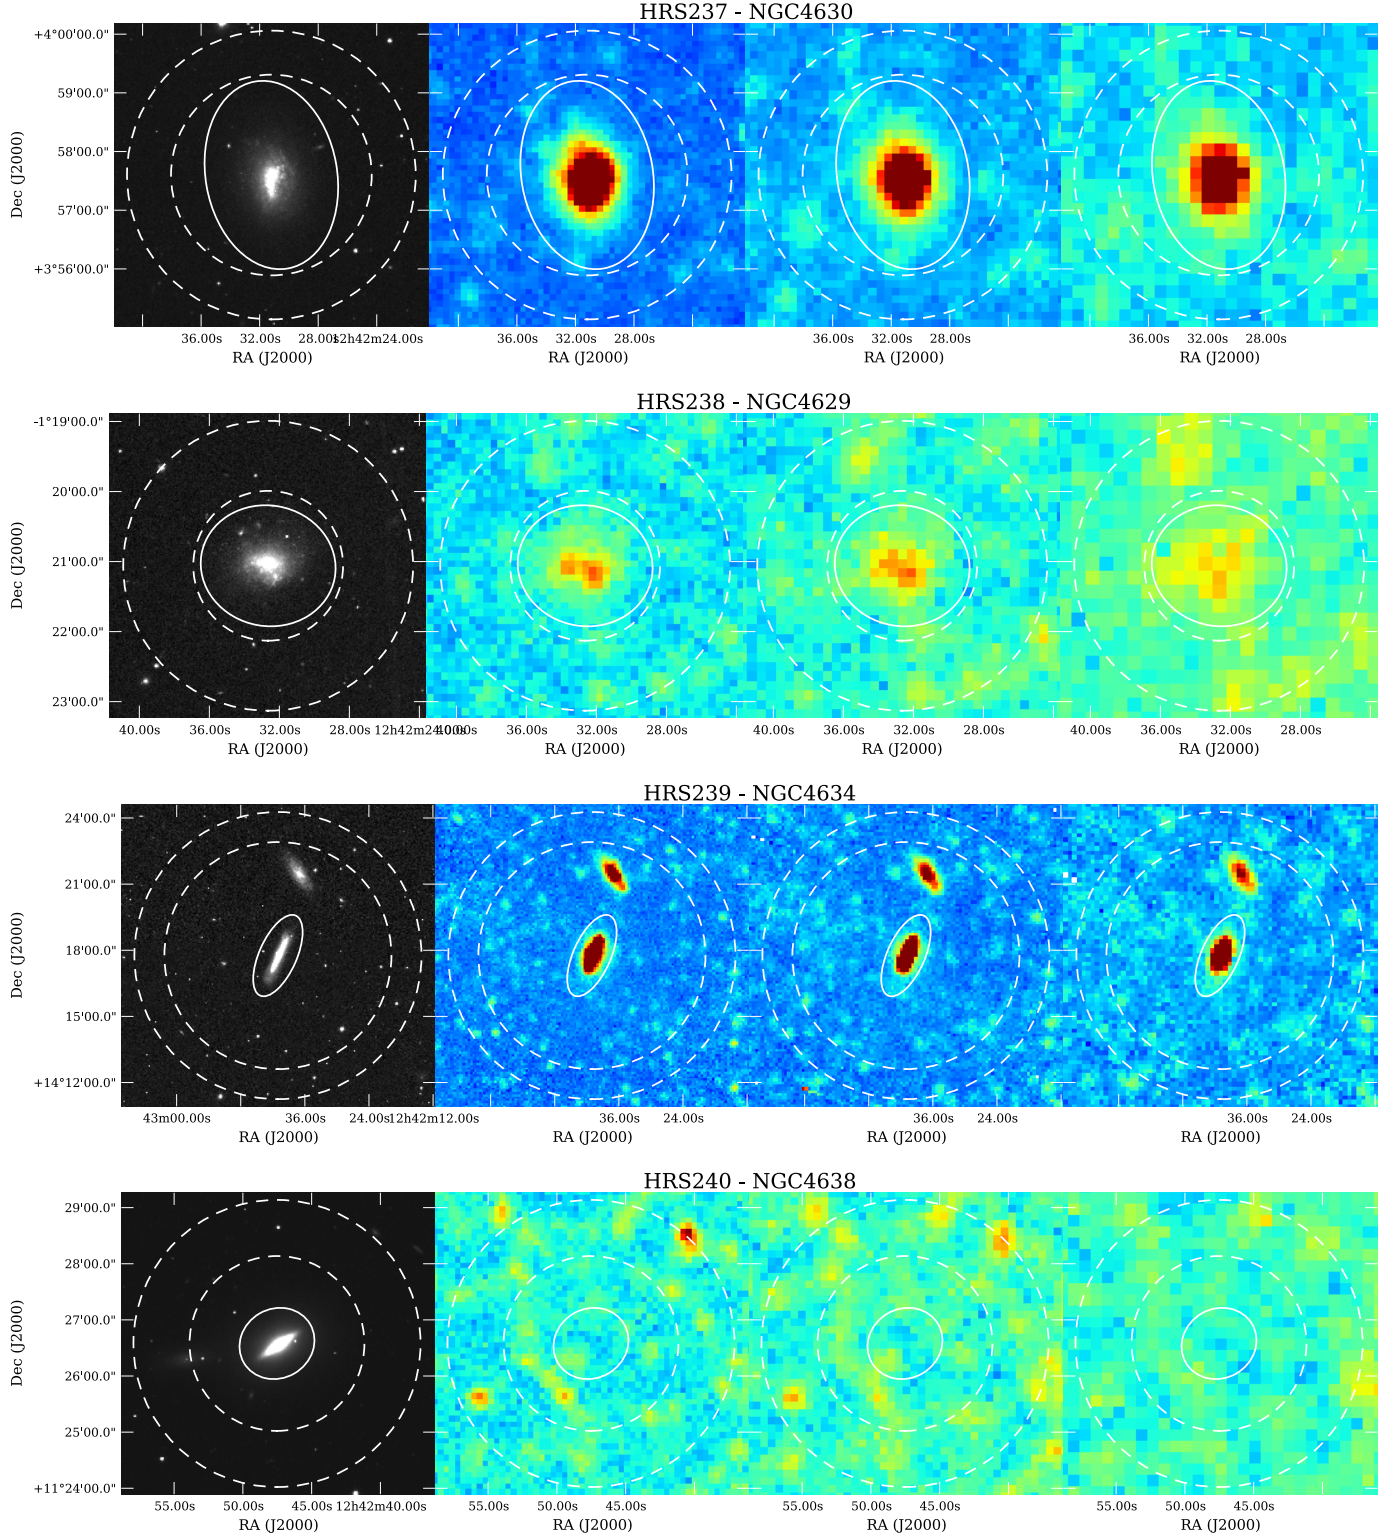 HRS237 - NGC4630
+4°00'00.0"
59'00.0"
58'00.0"
57'00.0"
+3°56'00.0"
Dec (J2000)
36.00s 32.00s 28.00s 12h42m24.00s 36.00s 32.00s 28.00s 36.00s 32.00s 28.00s 36.00s 32.00s 28.00s
RA (J2000) RA (J2000) RA (J2000) RA (J2000)
HRS238 - NGC4629
-1°19'00.0"
20'00.0"
21'00.0"
22'00.0"
23'00.0"
Dec (J2000)
40.00s 36.00s 32.00s 28.00s 12h42m24.00s 40.00s 36.00s 32.00s 28.00s 40.00s 36.00s 32.00s 28.00s 40.00s 36.00s 32.00s 28.00s
RA (J2000) RA (J2000) RA (J2000) RA (J2000)
HRS239 - NGC4634
24'00.0"
21'00.0"
18'00.0"
15'00.0"
+14°12'00.0"
Dec (J2000)
43m00.00s 36.00s 24.00s 12h42m12.00s 36.00s 24.00s 36.00s 24.00s 36.00s 24.00s
RA (J2000) RA (J2000) RA (J2000) RA (J2000)
HRS240 - NGC4638
29'00.0"
28'00.0"
27'00.0"
26'00.0"
25'00.0"
+11°24'00.0"
Dec (J2000)
55.00s 50.00s 45.00s 12h42m40.00s 55.00s 50.00s 45.00s 55.00s 50.00s 45.00s 55.00s 50.00s 45.00s
RA (J2000) RA (J2000) RA (J2000) RA (J2000)